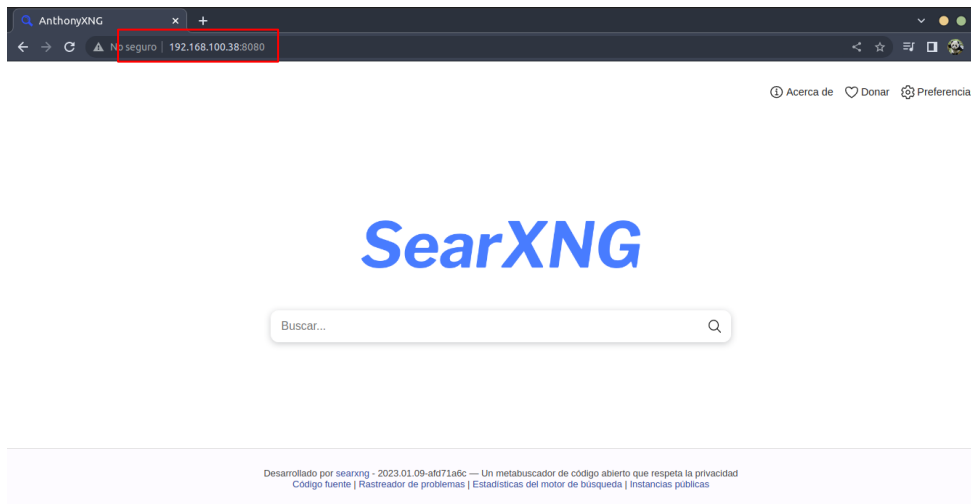 AnthonyXNG
No seguro | 192.168.100.38:8080
Acerca de Donar Preferencia
SearXNG
Buscar...
Desarrollado por searxng - 2023.01.09-afd71a6c — Un metabuscador de código abierto que respeta la privacidad
Código fuente | Rastreador de problemas | Estadísticas del motor de búsqueda | Instancias públicas